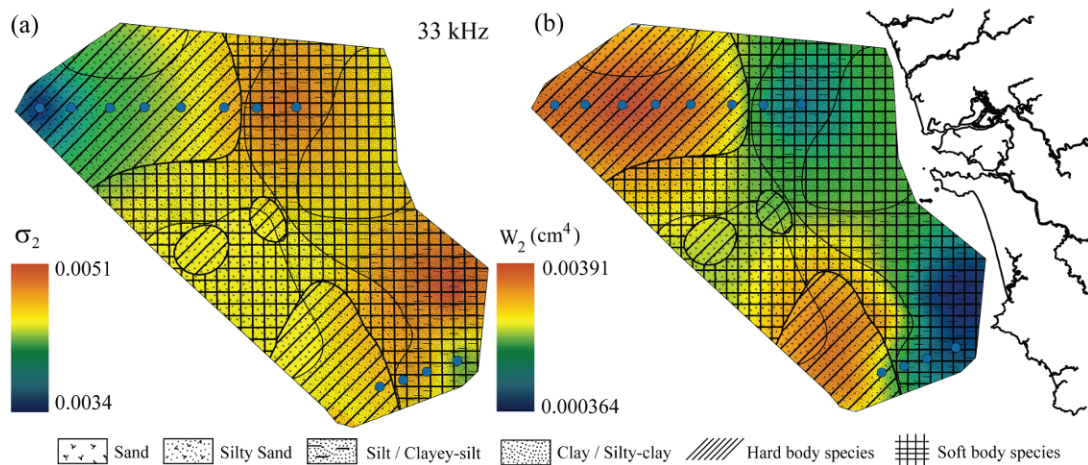 (a)
33 kHz
(b)
σ₂
0.0051
0.0034
w₂ (cm⁴)
0.00391
0.000364
Sand
Silty Sand
Silt / Clayey-silt
Clay / Silty-clay
Hard body species
Soft body species